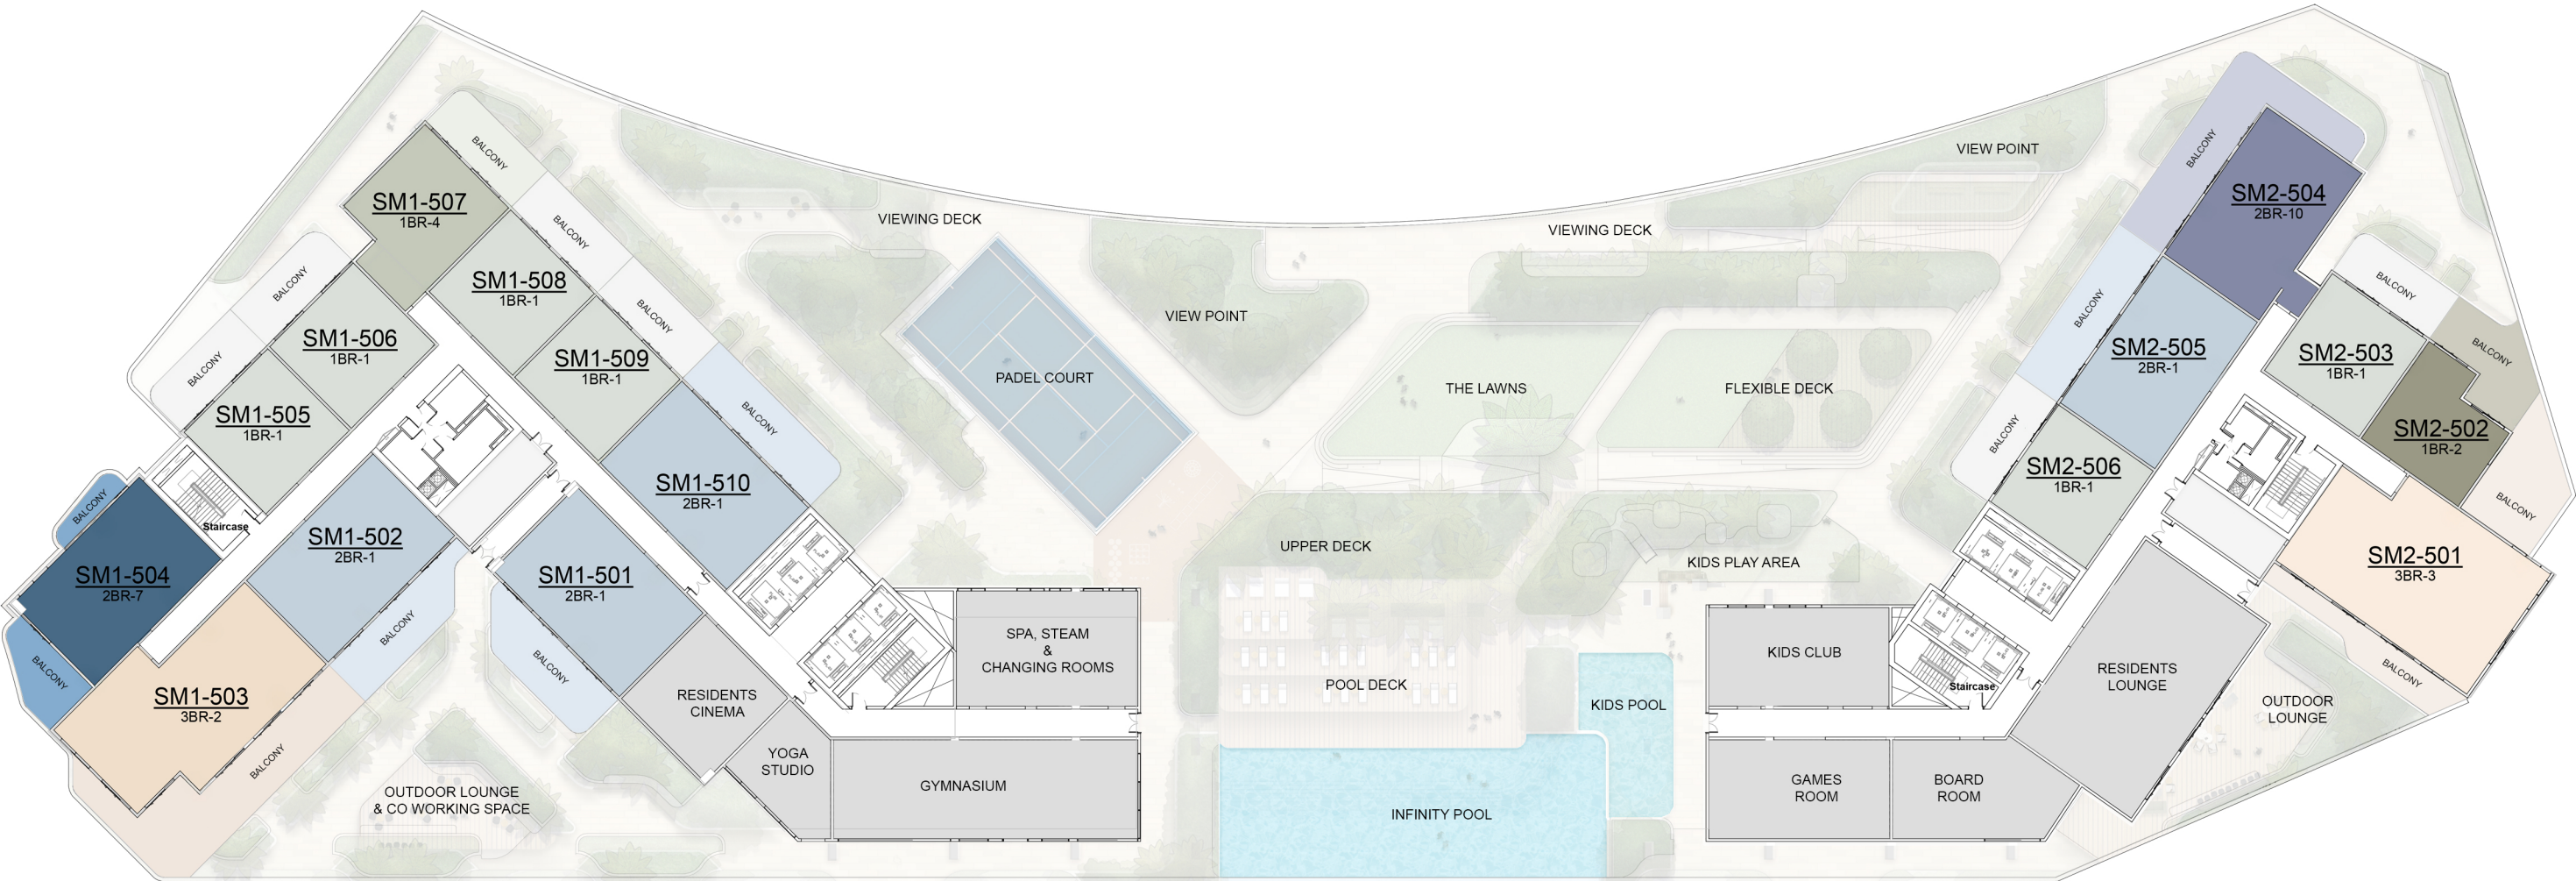 BALCONY
SM1-507
1BR-4
BALCONY
SM1-508
1BR-1
BALCONY
SM1-506
1BR-1
BALCONY
SM1-509
1BR-1
BALCONY
SM1-505
1BR-1
BALCONY
SM1-510
2BR-1
BALCONY
Staircase
SM1-504
2BR-7
BALCONY
SM1-502
2BR-1
BALCONY
SM1-501
2BR-1
BALCONY
SM1-503
3BR-2
BALCONY
OUTDOOR LOUNGE
& CO WORKING SPACE
RESIDENTS
CINEMA
YOGA
STUDIO
GYMNASIUM
SPA, STEAM
&
CHANGING ROOMS
VIEWING DECK
PADEL COURT
VIEW POINT
VIEWING DECK
VIEW POINT
THE LAWNS
FLEXIBLE DECK
UPPER DECK
KIDS PLAY AREA
POOL DECK
KIDS POOL
INFINITY POOL
BALCONY
SM2-504
2BR-10
BALCONY
SM2-505
2BR-1
BALCONY
SM2-503
1BR-1
BALCONY
SM2-502
1BR-2
BALCONY
SM2-506
1BR-1
BALCONY
SM2-501
3BR-3
BALCONY
KIDS CLUB
Staircase
RESIDENTS
LOUNGE
OUTDOOR
LOUNGE
GAMES
ROOM
BOARD
ROOM